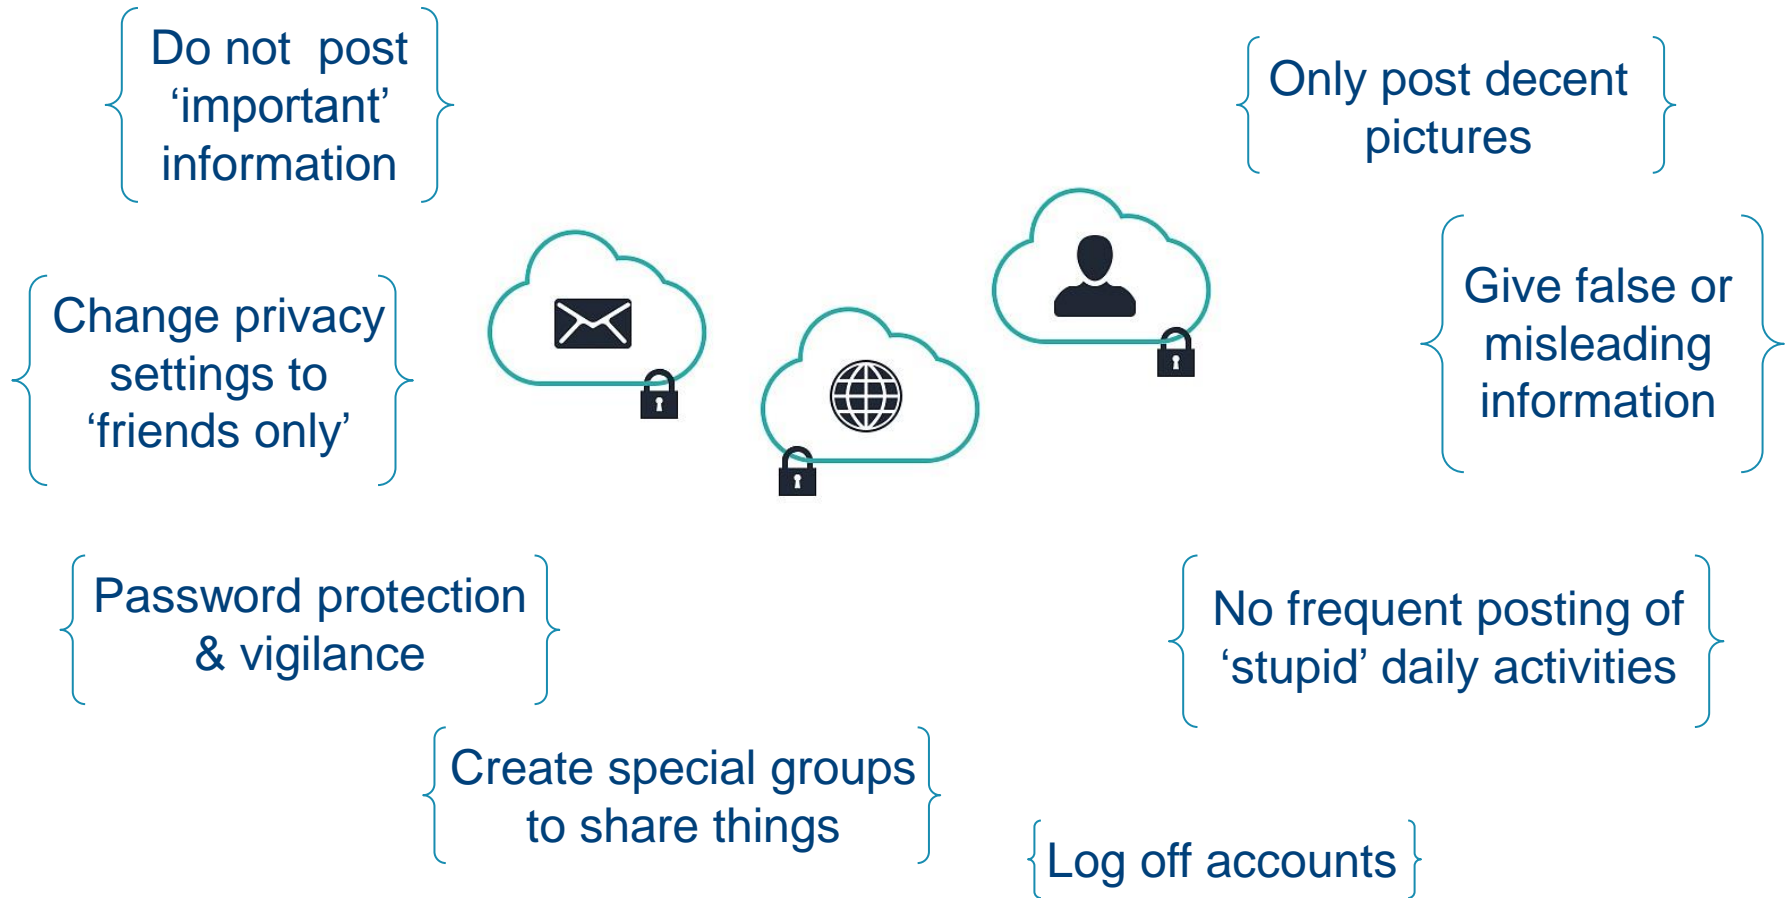 Do not post
‘important’
information
Only post decent
pictures
Change privacy
settings to
‘friends only’
Give false or
misleading
information
Password protection
& vigilance
No frequent posting of
‘stupid’ daily activities
Create special groups
to share things
Log off accounts